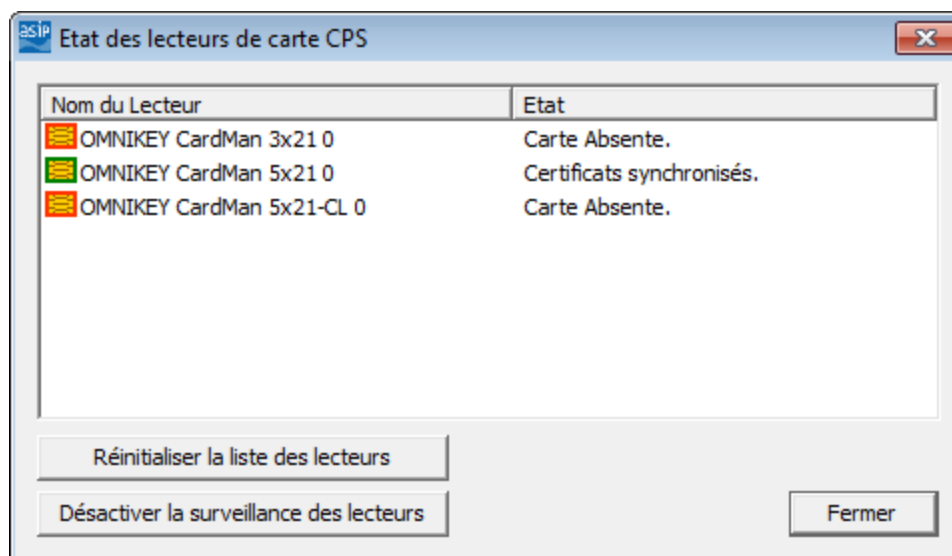 asip
Etat des lecteurs de carte CPS
Nom du Lecteur Etat
OMNIKEY CardMan 3x21 0 Carte Absente.
OMNIKEY CardMan 5x21 0 Certificats synchronisés.
OMNIKEY CardMan 5x21-CL 0 Carte Absente.
Réinitialiser la liste des lecteurs
Désactiver la surveillance des lecteurs
Fermer